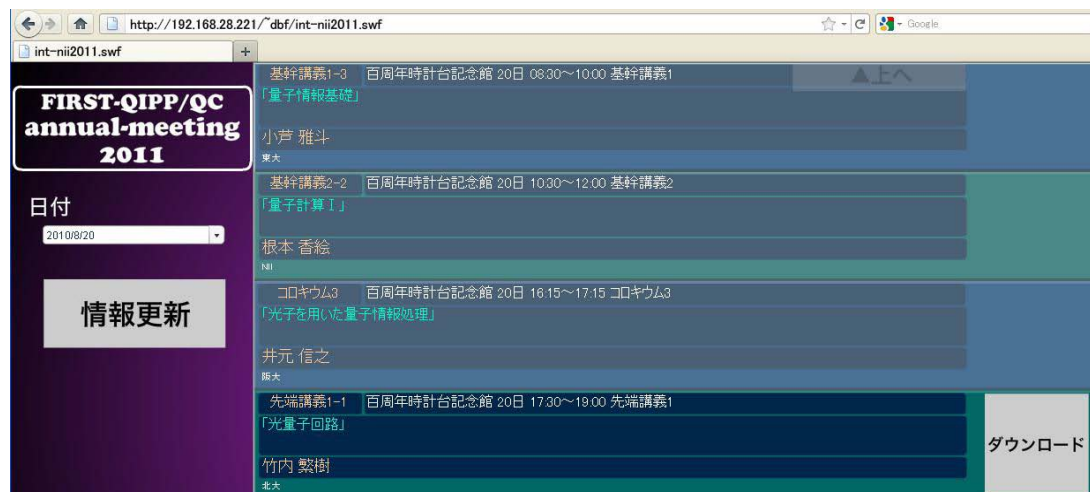 http://192.168.28.221/~dbf/int-nii2011.swf
Google
int-nii2011.swf
+
FIRST-QIPP/QC
annual-meeting
2011
日付
2010/8/20
情報更新
▲上へ
基幹講義1-3 百周年時計台記念館 20日 08:30～10:00 基幹講義1
「量子情報基礎」
小芦 雅斗
東大
基幹講義2-2 百周年時計台記念館 20日 10:30～12:00 基幹講義2
「量子計算Ⅰ」
根本 香絵
NII
コロキウム3 百周年時計台記念館 20日 16:15～17:15 コロキウム3
「光子を用いた量子情報処理」
井元 信之
阪大
先端講義1-1 百周年時計台記念館 20日 17:30～19:00 先端講義1
「光量子回路」
竹内 繁樹
北大
ダウンロード